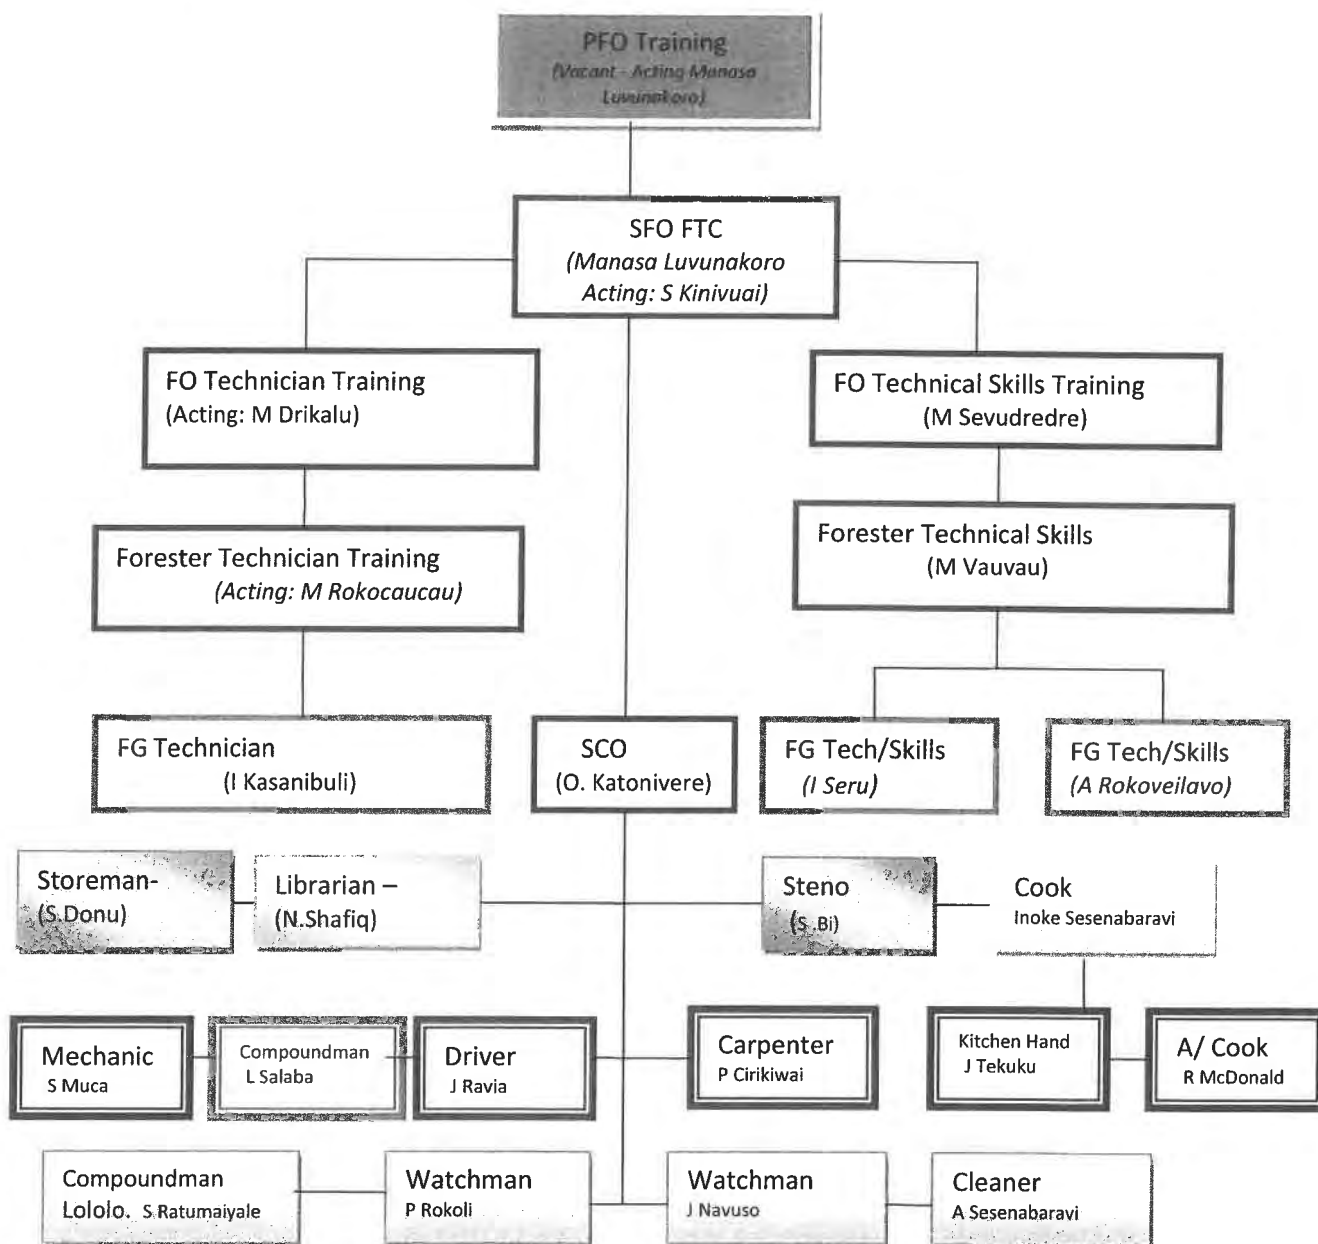 PFO Training
(Vacant - Acting Manasa
Luvunakoro)
SFO FTC
(Manasa Luvunakoro
Acting: S Kinivuai)
FO Technician Training
(Acting: M Drikalu)
FO Technical Skills Training
(M Sevudredre)
Forester Technician Training
(Acting: M Rokocaucau)
Forester Technical Skills
(M Vauvau)
FG Technician
(I Kasanibuli)
SCO
(O. Katonivere)
FG Tech/Skills
(I Seru)
FG Tech/Skills
(A Rokoveilavo)
Storeman-
(S.Donu)
Librarian –
(N.Shafiq)
Steno
(S .Bi)
Cook
Inoke Sesenabaravi
Mechanic
S Muca
Compoundman
L Salaba
Driver
J Ravia
Carpenter
P Cirikiwai
Kitchen Hand
J Tekuku
A/ Cook
R McDonald
Compoundman
Lololo. S Ratumaiyale
Watchman
P Rokoli
Watchman
J Navuso
Cleaner
A Sesenabaravi